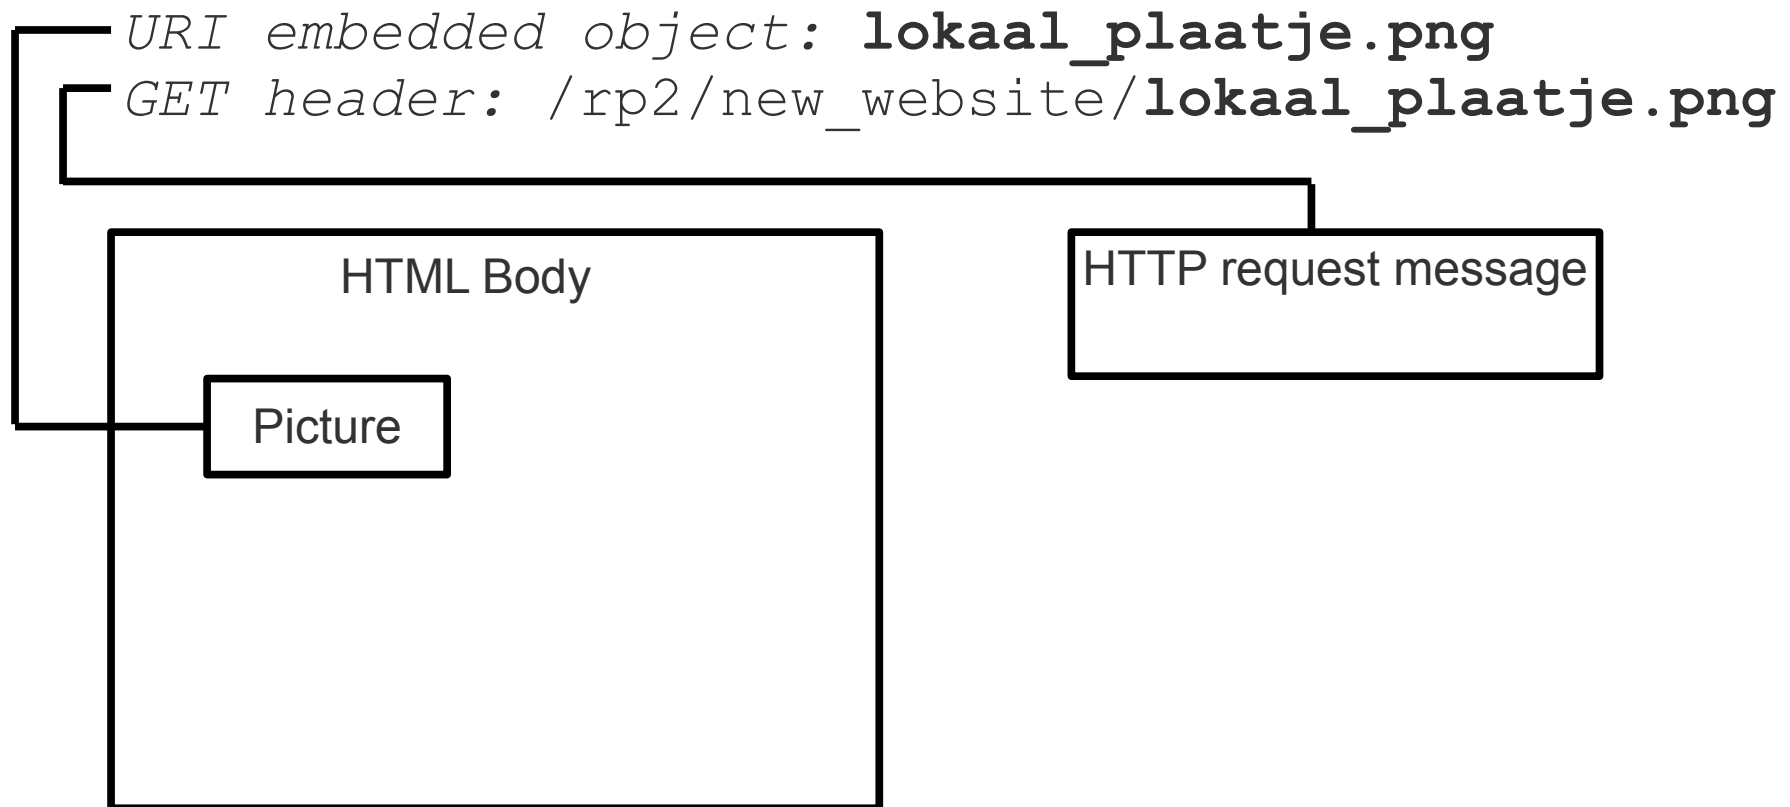 URI embedded object: lokaal_plaatje.png
GET header: /rp2/new_website/lokaal_plaatje.png
HTML Body
HTTP request message
Picture